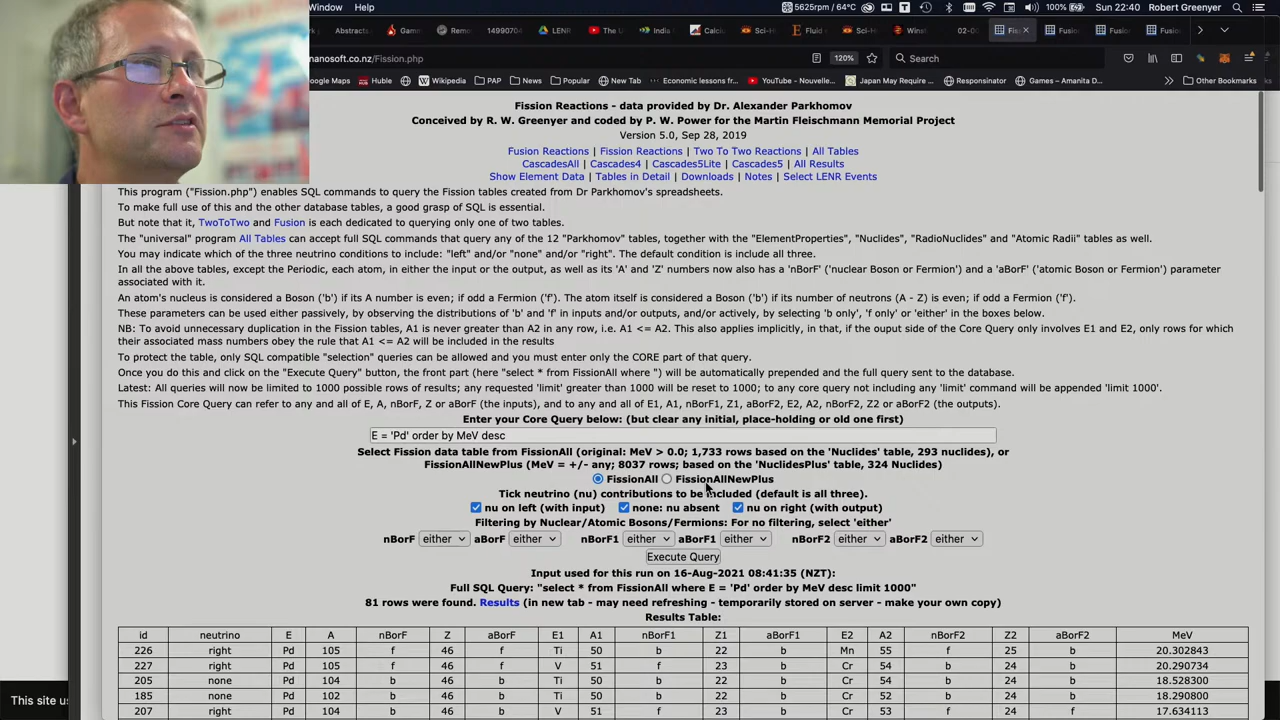 Window Help
5625rpm / 64°C
100%
Sun 22:40
Robert Greenyer
Abstracts
Gam
Remo
14990704
LENR
The U
India
Calciu
Sci-H
Fluid
Sci-H
Winst
02-00
Fis
Fusio
Fusio
Fusio
nanosoft.co.nz/Fission.php
120%
Search
Google Maps
Huble
Wikipedia
PAP
News
Popular
New Tab
Economic lessons fr...
YouTube - Nouvelle...
Japan May Require ...
Responsinator
Games – Amanita D...
Other Bookmarks
Fission Reactions - data provided by Dr. Alexander Parkhomov
Conceived by R. W. Greenyer and coded by P. W. Power for the Martin Fleischmann Memorial Project
Version 5.0, Sep 28, 2019
Fusion Reactions | Fission Reactions | Two To Two Reactions | All Tables
CascadesAll | Cascades4 | Cascades5Lite | Cascades5 | All Results
Show Element Data | Tables in Detail | Downloads | Notes | Select LENR Events
This program ("Fission.php") enables SQL commands to query the Fission tables created from Dr Parkhomov's spreadsheets.
To make full use of this and the other database tables, a good grasp of SQL is essential.
But note that it, TwoToTwo and Fusion is each dedicated to querying only one of two tables.
The "universal" program All Tables can accept full SQL commands that query any of the 12 "Parkhomov" tables, together with the "ElementProperties", "Nuclides", "RadioNuclides" and "Atomic Radii" tables as well.
You may indicate which of the three neutrino conditions to include: "left" and/or "none" and/or "right". The default condition is include all three.
In all the above tables, except the Periodic, each atom, in either the input or the output, as well as its 'A' and 'Z' numbers now also has a 'nBorF' ('nuclear Boson or Fermion') and a 'aBorF' ('atomic Boson or Fermion') parameter
associated with it.
An atom's nucleus is considered a Boson ('b') if its A number is even; if odd a Fermion ('f'). The atom itself is considered a Boson ('b') if its number of neutrons (A - Z) is even; if odd a Fermion ('f').
These parameters can be used either passively, by observing the distributions of 'b' and 'f' in inputs and/or outputs, and/or actively, by selecting 'b only', 'f only' or 'either' in the boxes below.
NB: To avoid unnecessary duplication in the Fission tables, A1 is never greater than A2 in any row, i.e. A1 <= A2. This also applies implicitly, in that, if the ouput side of the Core Query only involves E1 and E2, only rows for which
their associated mass numbers obey the rule that A1 <= A2 will be included in the results
To protect the table, only SQL compatible "selection" queries can be allowed and you must enter only the CORE part of that query.
Once you do this and click on the "Execute Query" button, the front part (here "select * from FissionAll where ") will be automatically prepended and the full query sent to the database.
Latest: All queries will now be limited to 1000 possible rows of results; any requested 'limit' greater than 1000 will be reset to 1000; to any core query not including any 'limit' command will be appended 'limit 1000'.
This Fission Core Query can refer to any and all of E, A, nBorF, Z or aBorF (the inputs), and to any and all of E1, A1, nBorF1, Z1, aBorF1, E2, A2, nBorF2, Z2 or aBorF2 (the outputs).
Enter your Core Query below: (but clear any initial, place-holding or old one first)
E = 'Pd' order by MeV desc
Select Fission data table from FissionAll (original: MeV > 0.0; 1,733 rows based on the 'Nuclides' table, 293 nuclides), or
FissionAllNewPlus (MeV = +/- any; 8037 rows; based on the 'NuclidesPlus' table, 324 Nuclides)
FissionAll FissionAllNewPlus
Tick neutrino (nu) contributions to be included (default is all three).
nu on left (with input) none: nu absent nu on right (with output)
Filtering by Nuclear/Atomic Bosons/Fermions: For no filtering, select 'either'
nBorF either aBorF either nBorF1 either aBorF1 either nBorF2 either aBorF2 either
Execute Query
Input used for this run on 16-Aug-2021 08:41:35 (NZT):
Full SQL Query: "select * from FissionAll where E = 'Pd' order by MeV desc limit 1000"
81 rows were found. Results (in new tab - may need refreshing - temporarily stored on server - make your own copy)
Results Table:
id neutrino E A nBorF Z aBorF E1 A1 nBorF1 Z1 aBorF1 E2 A2 nBorF2 Z2 aBorF2 MeV
226 right Pd 105 f 46 f Ti 50 b 22 b Mn 55 f 25 b 20.302843
227 right Pd 105 f 46 f V 51 f 23 b Cr 54 b 24 b 20.290734
205 none Pd 104 b 46 b Ti 50 b 22 b Cr 54 b 24 b 18.528300
185 none Pd 102 b 46 b Ti 50 b 22 b Cr 52 b 24 b 18.290800
207 right Pd 104 b 46 b V 51 f 23 b Cr 53 f 24 f 17.634113
This site us